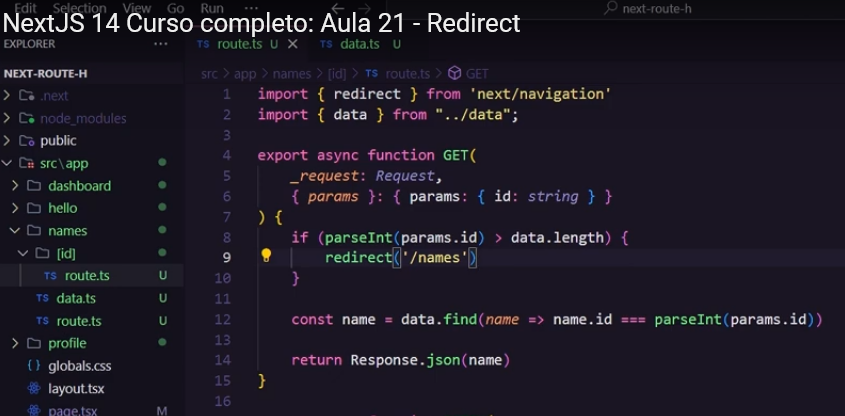 Edit Selection View Go Run
next-route-h
NextJS 14 Curso completo: Aula 21 - Redirect
EXPLORER
TS route.ts U × TS data.ts U
NEXT-ROUTE-H
src > app > names > [id] > TS route.ts > GET
> .next
> node_modules
> public
src\app
> dashboard
> hello
names
[id]
TS route.ts U
TS data.ts U
TS route.ts U
> profile
{} globals.css
layout.tsx
page.tsx M
1 import { redirect } from 'next/navigation'
2 import { data } from "../data";
3
4 export async function GET(
5 _request: Request,
6 { params }: { params: { id: string } }
7 ) {
8 if (parseInt(params.id) > data.length) {
9 redirect('/names')
10 }
11
12 const name = data.find(name => name.id === parseInt(params.id))
13
14 return Response.json(name)
15 }
16